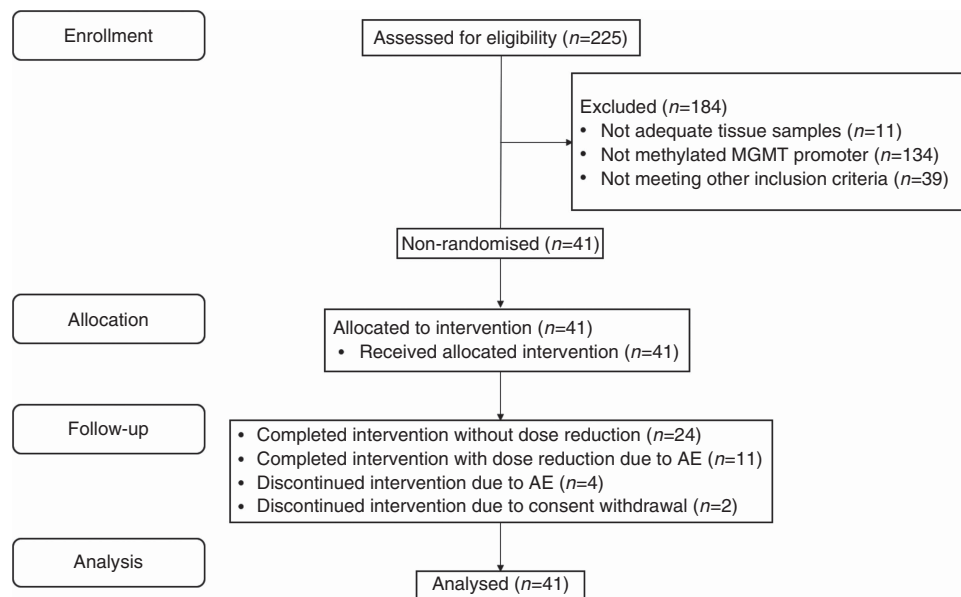 Enrollment
Assessed for eligibility (n=225)
Excluded (n=184)
• Not adequate tissue samples (n=11)
• Not methylated MGMT promoter (n=134)
• Not meeting other inclusion criteria (n=39)
Non-randomised (n=41)
Allocation
Allocated to intervention (n=41)
• Received allocated intervention (n=41)
Follow-up
• Completed intervention without dose reduction (n=24)
• Completed intervention with dose reduction due to AE (n=11)
• Discontinued intervention due to AE (n=4)
• Discontinued intervention due to consent withdrawal (n=2)
Analysis
Analysed (n=41)